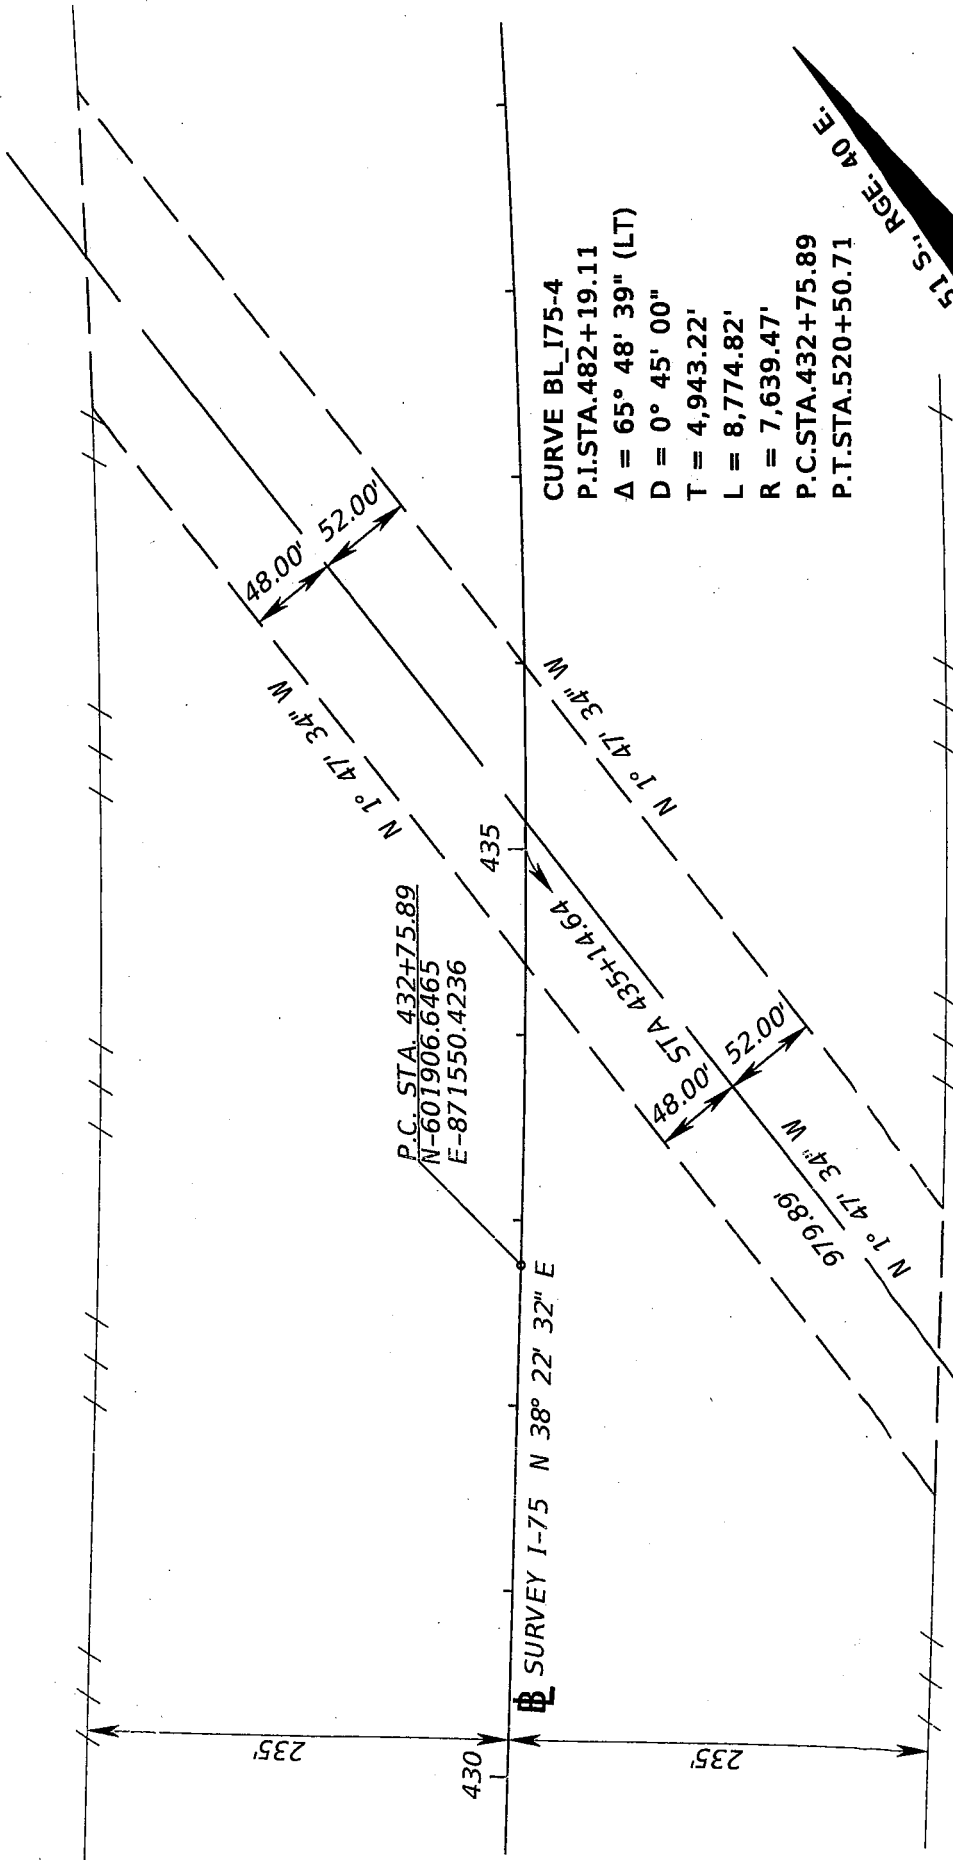 48.00'
52.00'
N 1° 47' 34" W
N 1° 47' 34" W
435
STA 435+14.64
P.C. STA. 432+75.89
N-601906.6465
E-871550.4236
48.00'
52.00'
979.89'
N 1° 47' 34" W
BL SURVEY I-75 N 38° 22' 32" E
430
235'
235'
CURVE BL_I75-4
P.I.STA.482+19.11
Δ = 65° 48' 39" (LT)
D = 0° 45' 00"
T = 4,943.22'
L = 8,774.82'
R = 7,639.47'
P.C.STA.432+75.89
P.T.STA.520+50.71
51 S., RGE. 40 E.